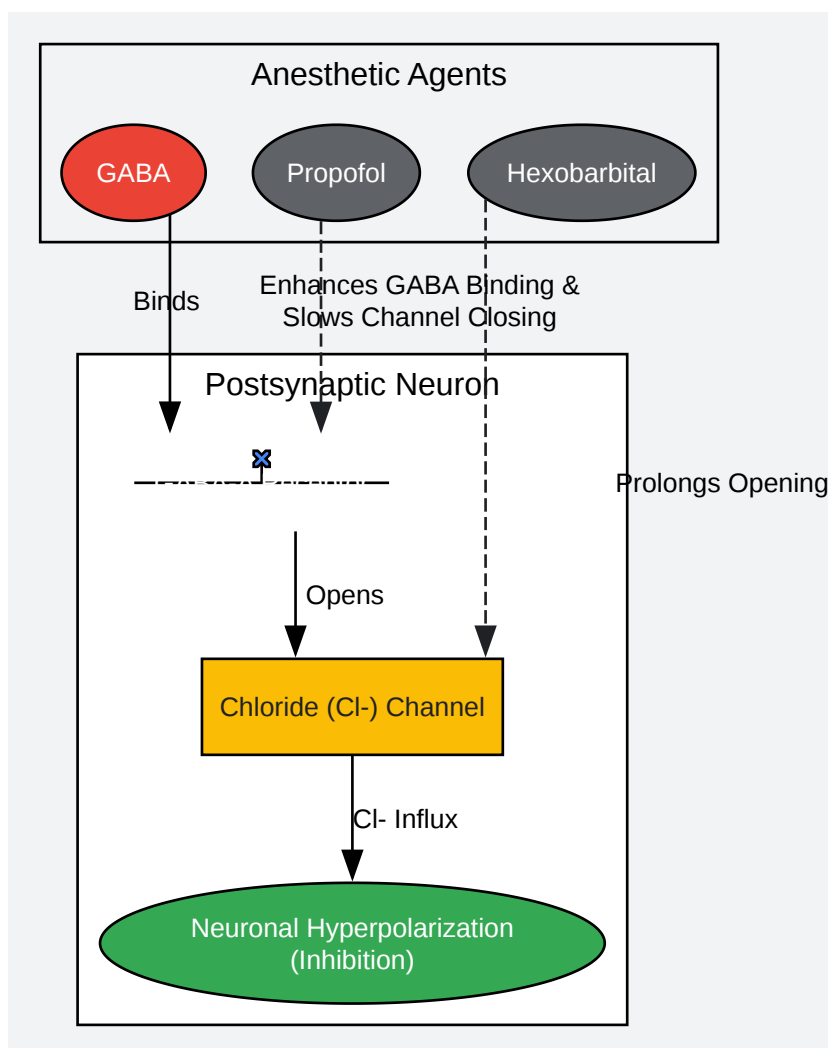 Anesthetic Agents
GABA
Propofol
Hexobarbital
Binds
Enhances GABA Binding &
Slows Channel Closing
Postsynaptic Neuron
Prolongs Opening
Opens
Chloride (Cl-) Channel
Cl- Influx
Neuronal Hyperpolarization
(Inhibition)